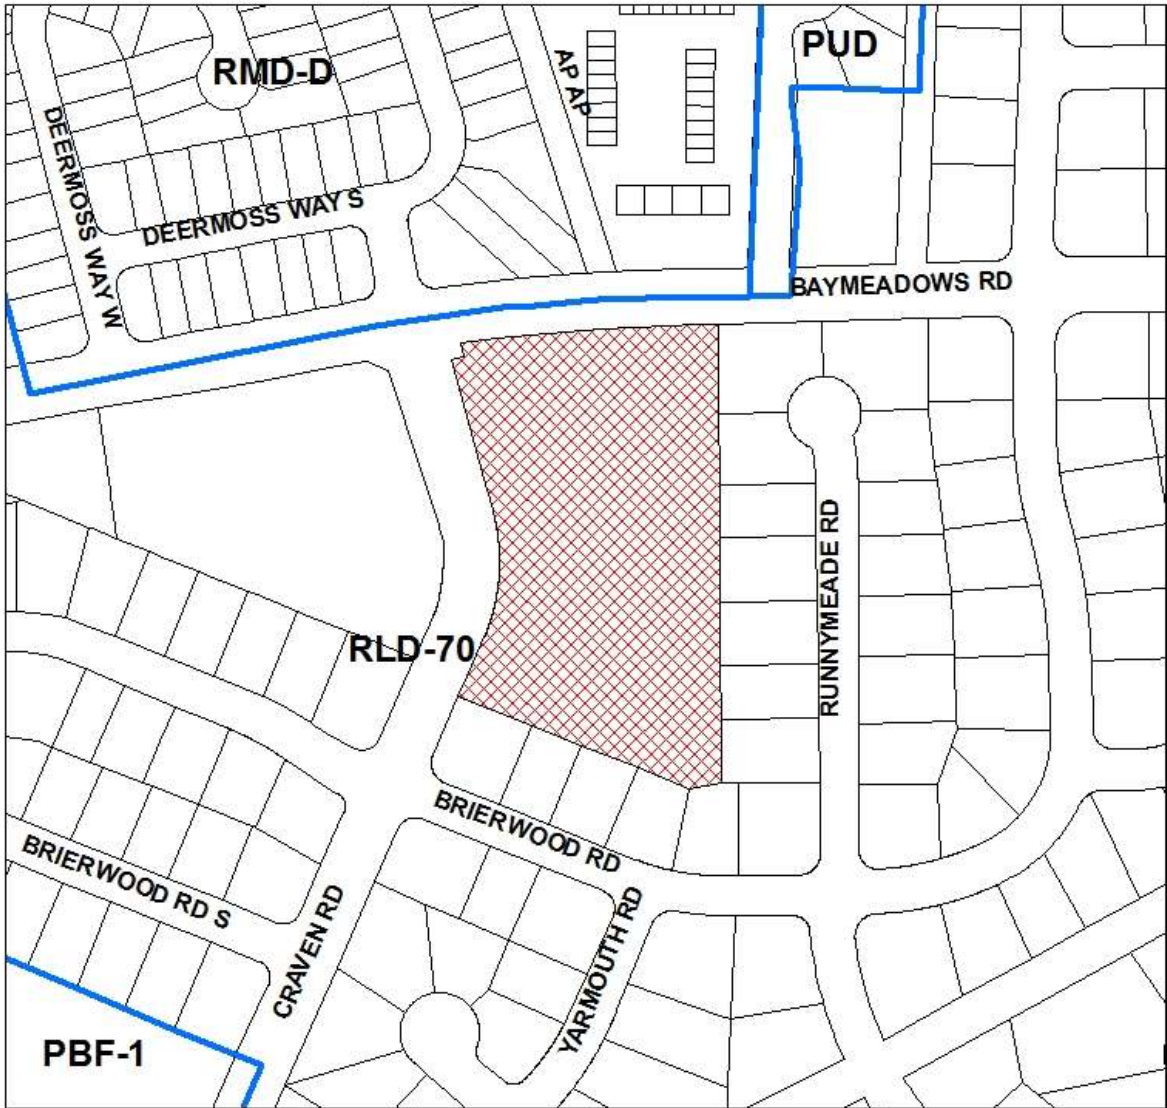 PUD
RMD-D
AP AP
DEERMOSS WAY W
DEERMOSS WAY S
BAYMEADOWS RD
RUNNYMEADE RD
RLD-70
BRIERWOOD RD
BRIERWOOD RD S
CRAVEN RD
YARMOUTH RD
PBF-1